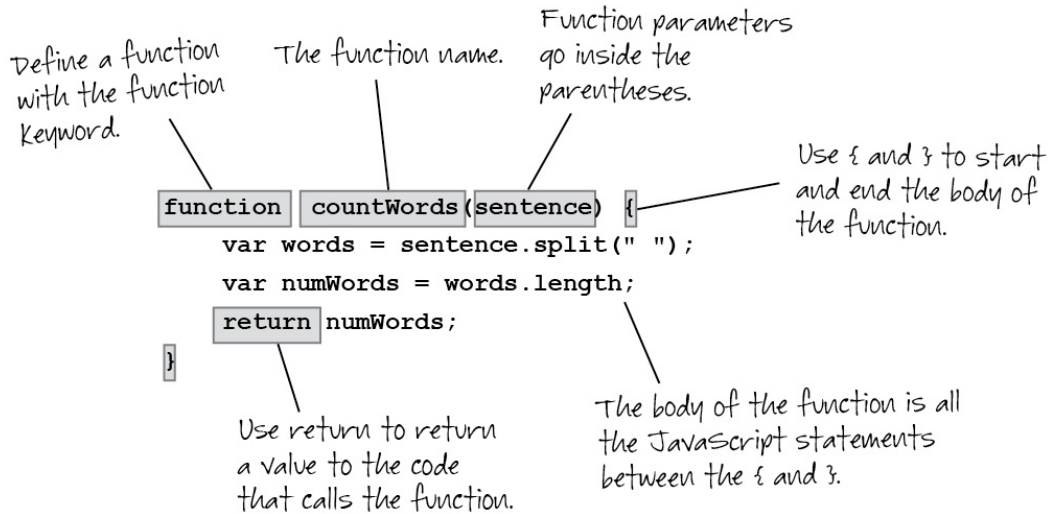 Define a function
with the function
keyword.
The function name.
Function parameters
go inside the
parentheses.
Use { and } to start
and end the body of
the function.
function countWords(sentence) {
var words = sentence.split(" ");
var numWords = words.length;
return numWords;
}
Use return to return
a value to the code
that calls the function.
The body of the function is all
the JavaScript statements
between the { and }.